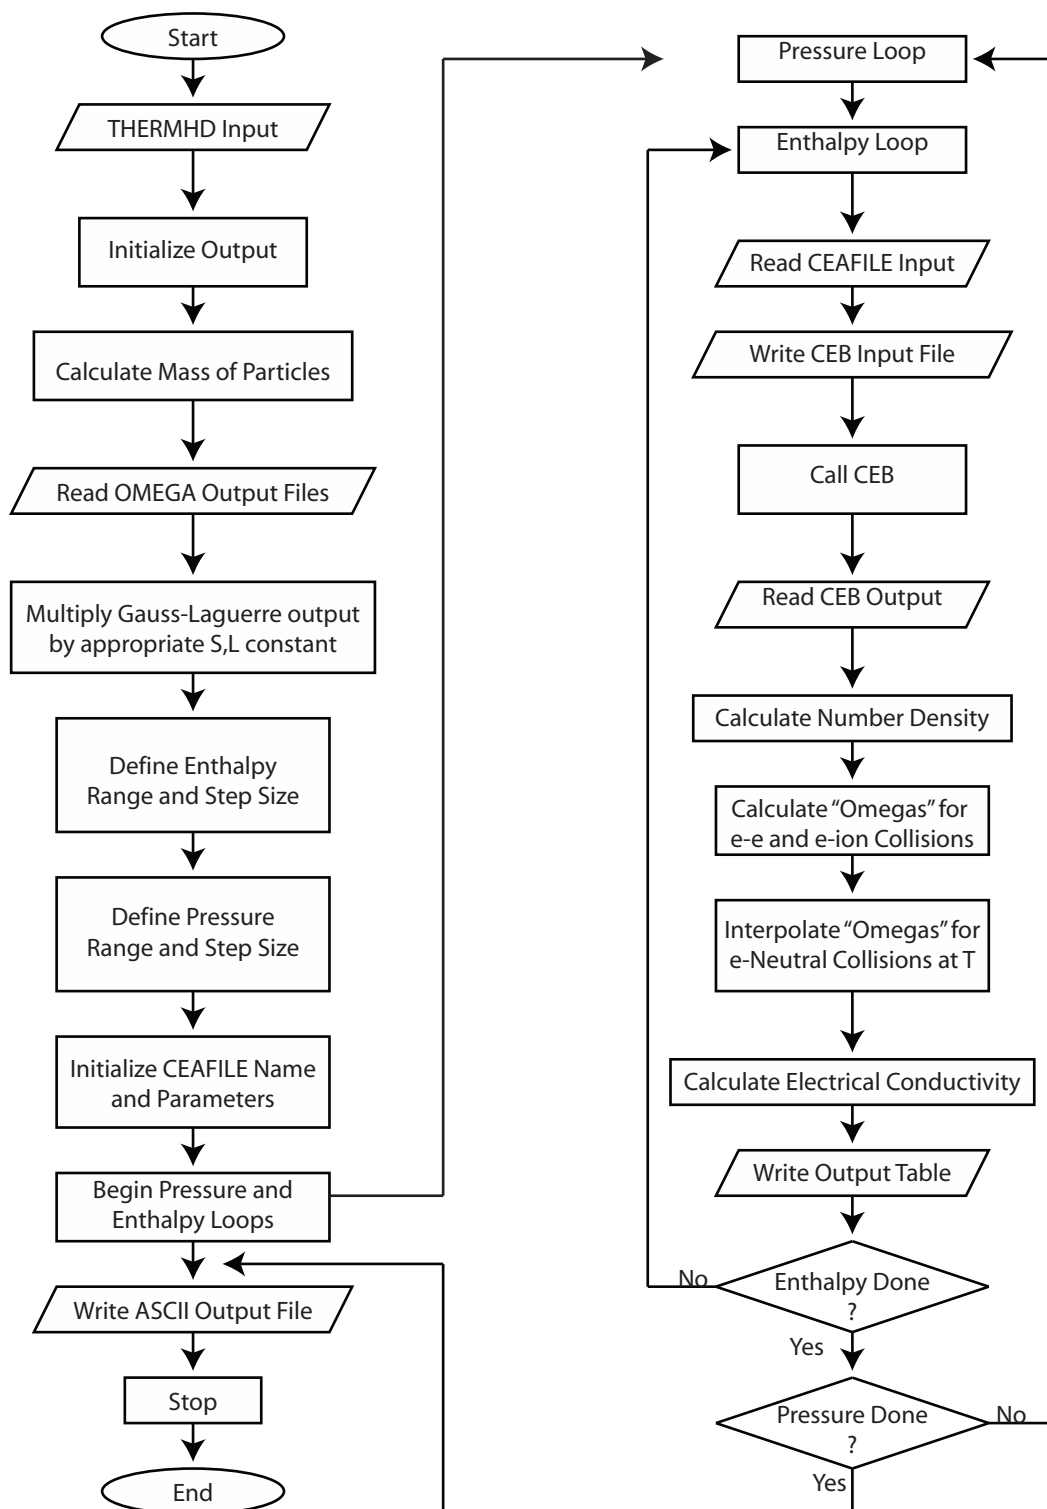 Start
THERMHD Input
Initialize Output
Calculate Mass of Particles
Read OMEGA Output Files
Multiply Gauss-Laguerre output
by appropriate S,L constant
Define Enthalpy
Range and Step Size
Define Pressure
Range and Step Size
Initialize CEAFILE Name
and Parameters
Begin Pressure and
Enthalpy Loops
Write ASCII Output File
Stop
End
Pressure Loop
Enthalpy Loop
Read CEAFILE Input
Write CEB Input File
Call CEB
Read CEB Output
Calculate Number Density
Calculate “Omegas” for
e-e and e-ion Collisions
Interpolate “Omegas” for
e-Neutral Collisions at T
Calculate Electrical Conductivity
Write Output Table
No
Enthalpy Done
?
Yes
Pressure Done
?
No
Yes